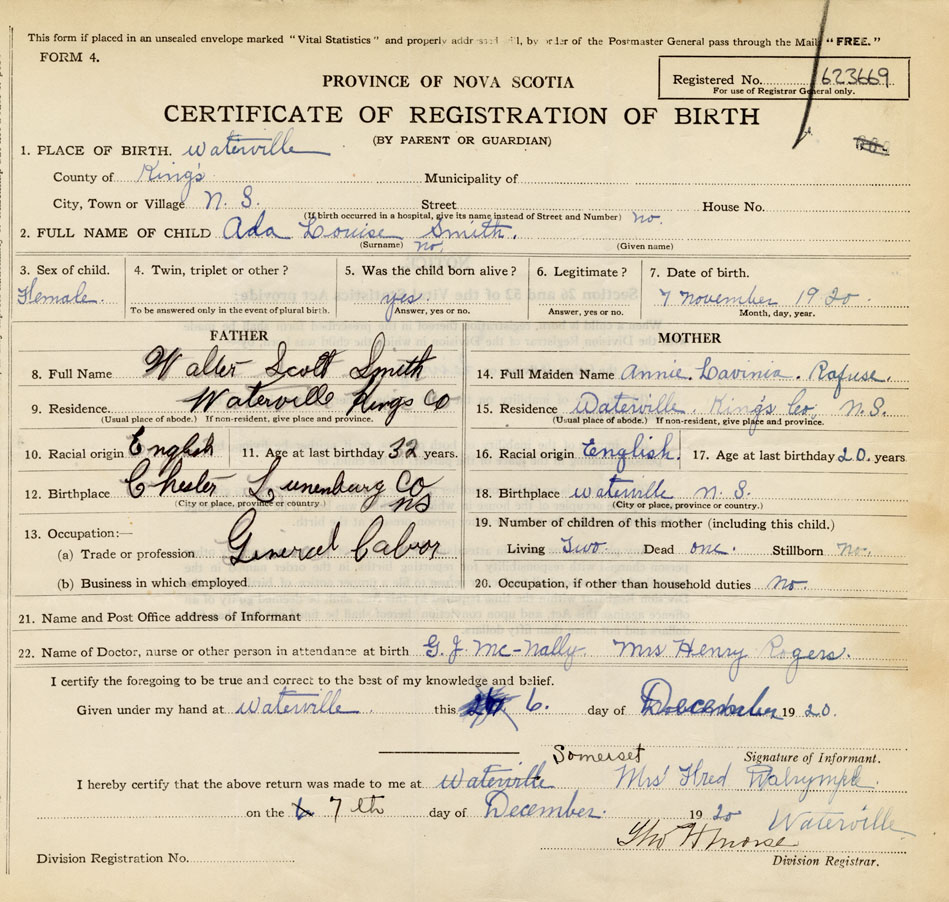 This form if placed in an unsealed envelope marked "Vital Statistics" and properly addressed will, by order of the Postmaster General pass through the Mail "FREE."
FORM 4.
PROVINCE OF NOVA SCOTIA
Registered No. 623669
For use of Registrar General only.
CERTIFICATE OF REGISTRATION OF BIRTH
(BY PARENT OR GUARDIAN)
1. PLACE OF BIRTH. Waterville
County of King's Municipality of
City, Town or Village N. S. Street House No.
(If birth occurred in a hospital, give its name instead of Street and Number) no.
2. FULL NAME OF CHILD Ada Louise Smith.
(Surname) no. (Given name)
3. Sex of child. 4. Twin, triplet or other? 5. Was the child born alive? 6. Legitimate? 7. Date of birth.
Female. yes. 7 November 1920.
To be answered only in the event of plural birth. Answer, yes or no. Answer, yes or no. Month, day, year.
FATHER
8. Full Name Walter Scott Smith
9. Residence. Waterville Kings Co
(Usual place of abode.) If non-resident, give place and province.
10. Racial origin English 11. Age at last birthday 32 years.
12. Birthplace Chester Lunenburg Co
(City or place, province or country.) NS
13. Occupation:—
(a) Trade or profession General Labor
(b) Business in which employed
MOTHER
14. Full Maiden Name Annie. Lavinia. Rafuse.
15. Residence Waterville. King's Co. N.S.
(Usual place of abode.) If non-resident, give place and province.
16. Racial origin English. 17. Age at last birthday 20. years
18. Birthplace Waterville N. S.
(City or place, province or country.)
19. Number of children of this mother (including this child.)
Living Two. Dead one. Stillborn no.
20. Occupation, if other than household duties no.
21. Name and Post Office address of Informant
22. Name of Doctor, nurse or other person in attendance at birth G. J. Mc-Nally. Mrs Henry Rogers.
I certify the foregoing to be true and correct to the best of my knowledge and belief.
Given under my hand at Waterville this 6. day of December 1920.
Somerset Signature of Informant.
I hereby certify that the above return was made to me at Waterville Mrs Fred Dalrymple.
on the 7th day of December. 1920 Waterville
Tho H Morse
Division Registration No. Division Registrar.